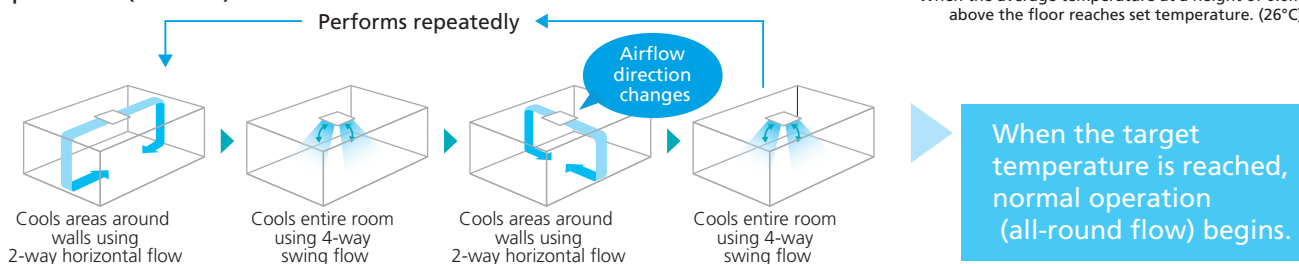 Performs repeatedly
above the floor reaches set temperature. (26°C)
Airflow
direction
changes
Cools areas around
walls using
2-way horizontal flow
Cools entire room
using 4-way
swing flow
Cools areas around
walls using
2-way horizontal flow
Cools entire room
using 4-way
swing flow
When the target
temperature is reached,
normal operation
(all-round flow) begins.